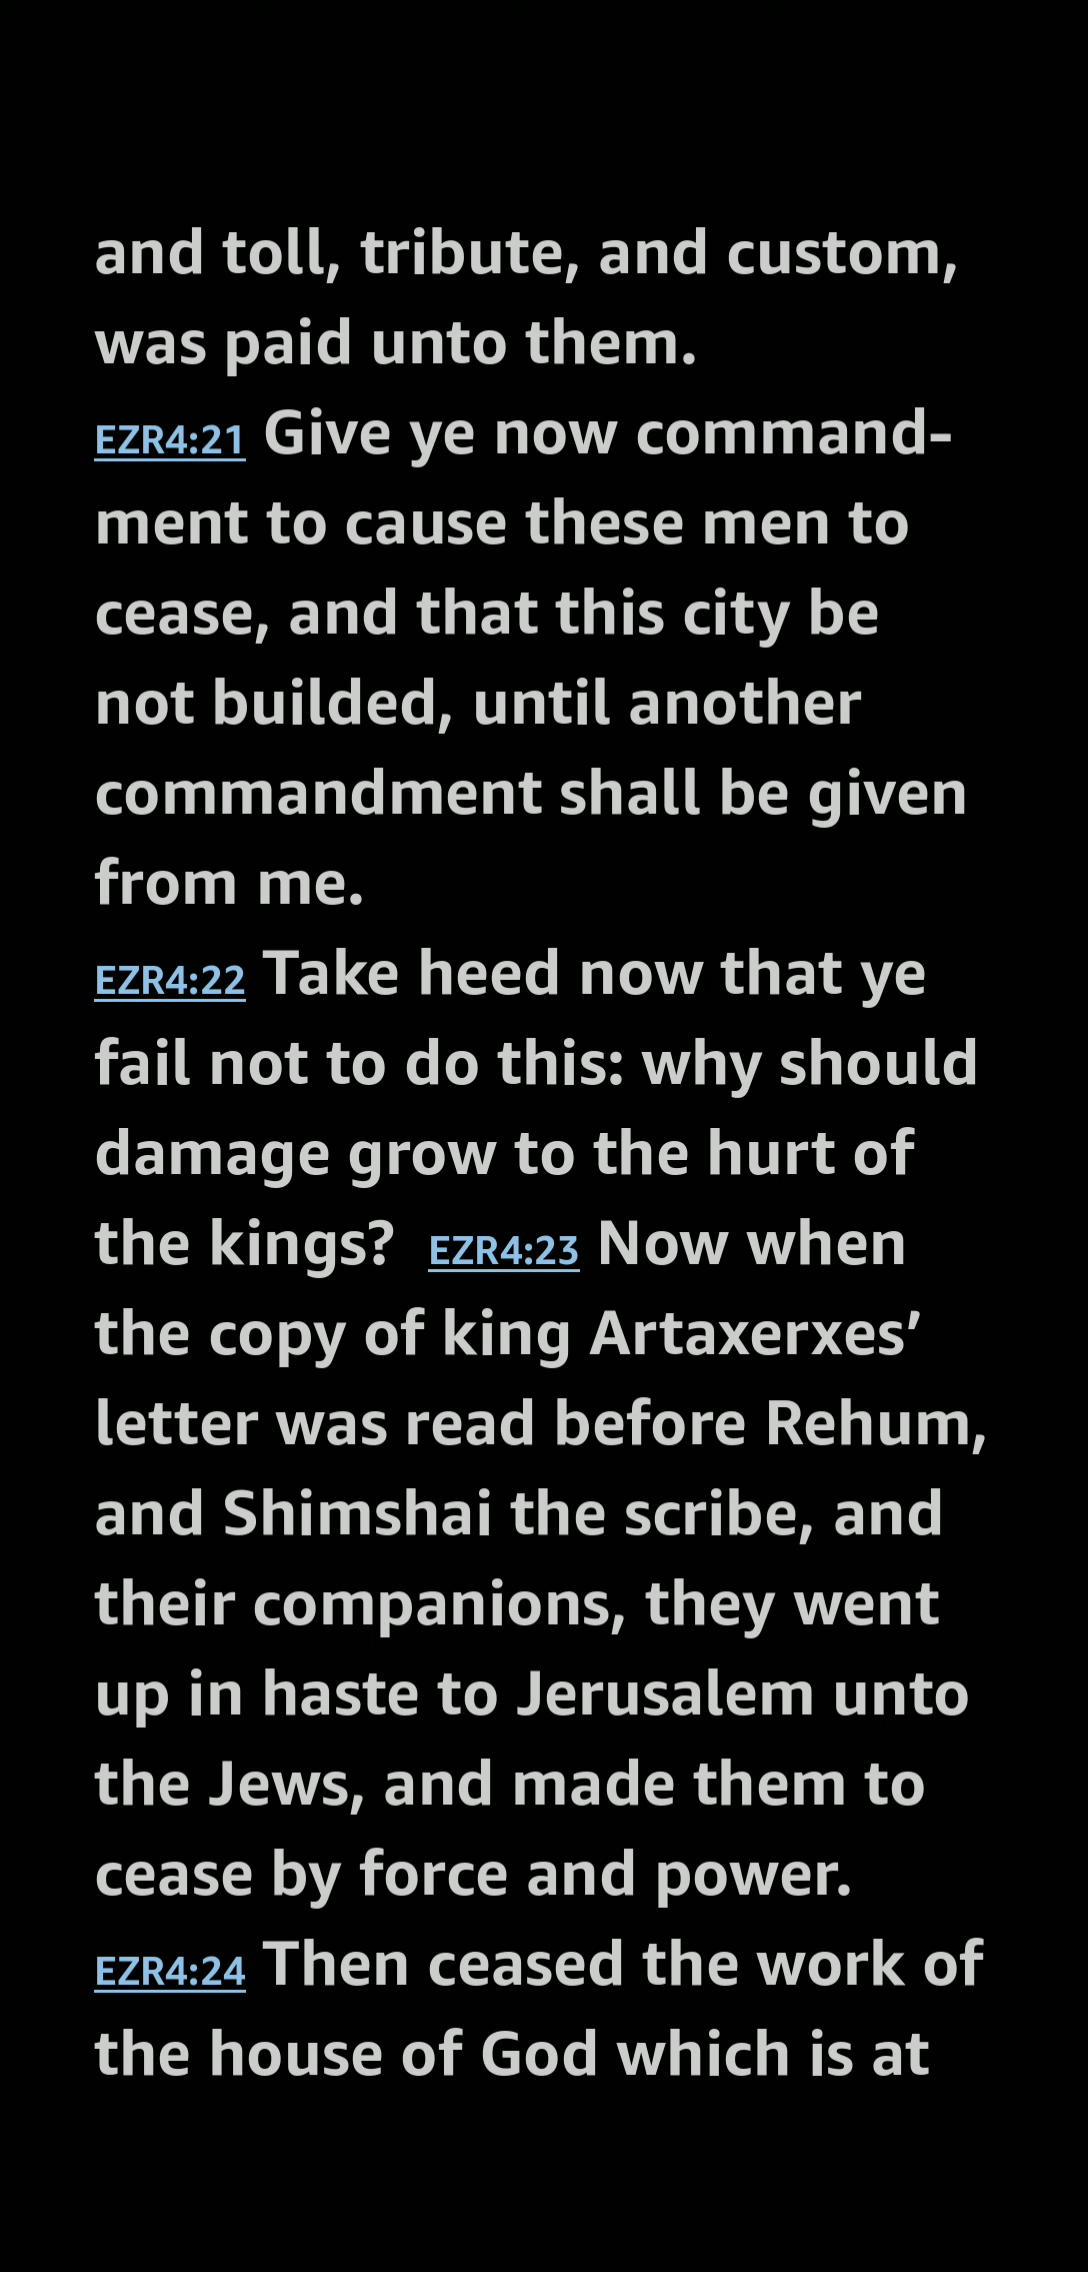 and toll, tribute, and custom,
was paid unto them.
EZR4:21 Give ye now command-
ment to cause these men to
cease, and that this city be
not builded, until another
commandment shall be given
from me.
EZR4:22 Take heed now that ye
fail not to do this: why should
damage grow to the hurt of
the kings? EZR4:23 Now when
the copy of king Artaxerxes’
letter was read before Rehum,
and Shimshai the scribe, and
their companions, they went
up in haste to Jerusalem unto
the Jews, and made them to
cease by force and power.
EZR4:24 Then ceased the work of
the house of God which is at